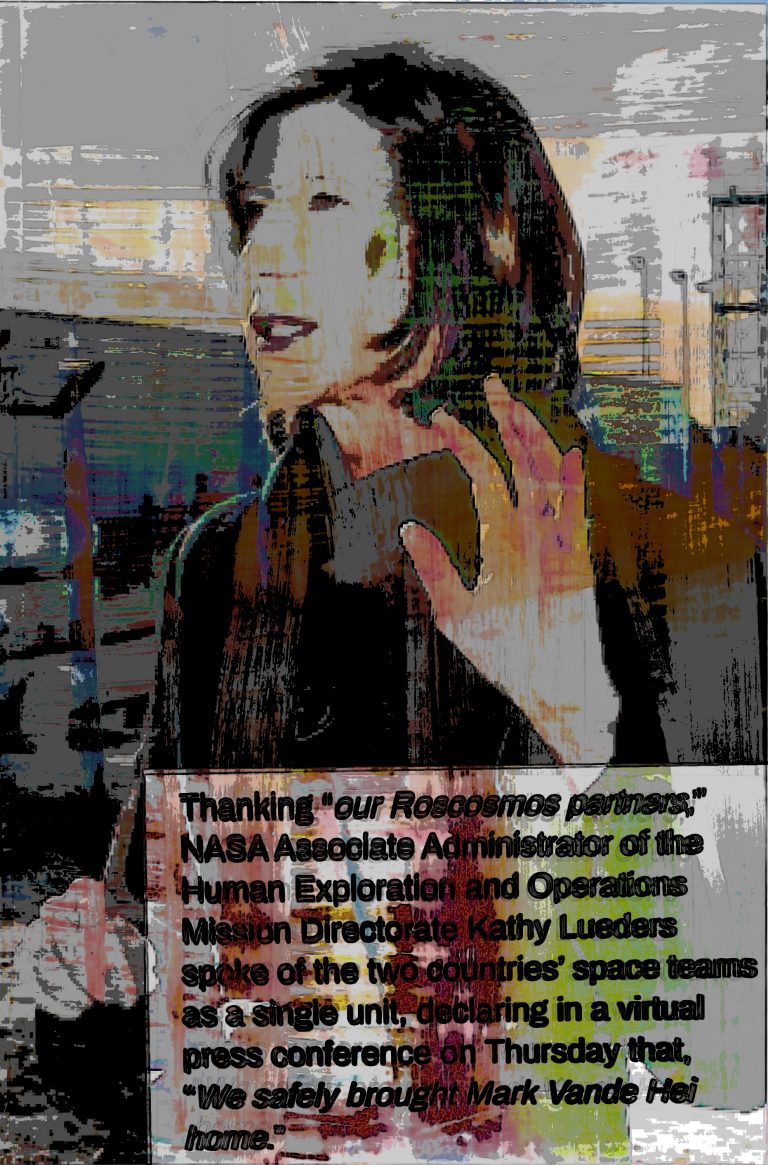 Thanking “our Roscosmos partners,”
NASA Associate Administrator of the
Human Exploration and Operations
Mission Directorate Kathy Lueders
spoke of the two countries’ space teams
as a single unit, declaring in a virtual
press conference on Thursday that,
“We safely brought Mark Vande Hei
home.”